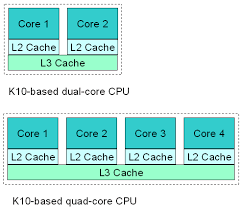 Core 1 Core 2
L2 Cache L2 Cache
L3 Cache
K10-based dual-core CPU
Core 1 Core 2 Core 3 Core 4
L2 Cache L2 Cache L2 Cache L2 Cache
L3 Cache
K10-based quad-core CPU